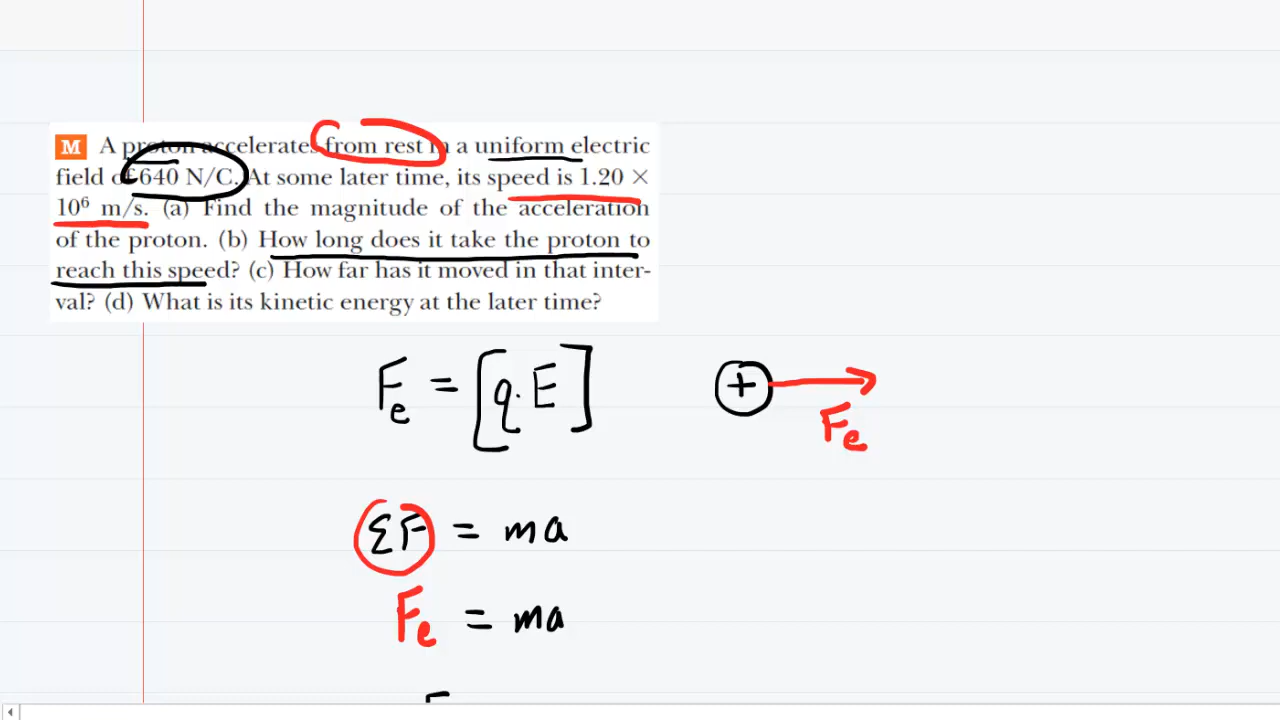 M A proton accelerates from rest in a uniform electric
field of 640 N/C. At some later time, its speed is 1.20 ×
10⁶ m/s. (a) Find the magnitude of the acceleration
of the proton. (b) How long does it take the proton to
reach this speed? (c) How far has it moved in that inter-
val? (d) What is its kinetic energy at the later time?
Fₑ = [q·E]
+
Fₑ
ΣF = ma
Fₑ = ma